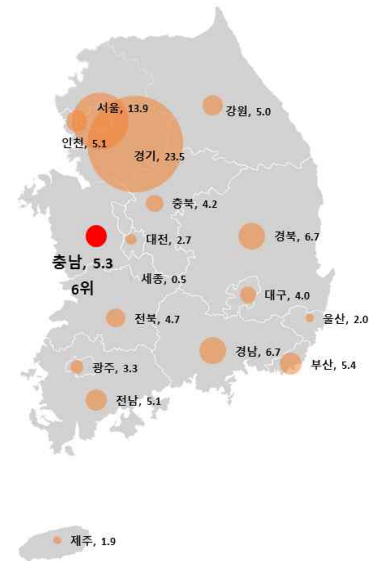 서울, 13.9
강원, 5.0
인천, 5.1
경기, 23.5
충북, 4.2
대전, 2.7
경북, 6.7
충남, 5.3
6위
세종, 0.5
대구, 4.0
전북, 4.7
울산, 2.0
경남, 6.7
부산, 5.4
광주, 3.3
전남, 5.1
제주, 1.9